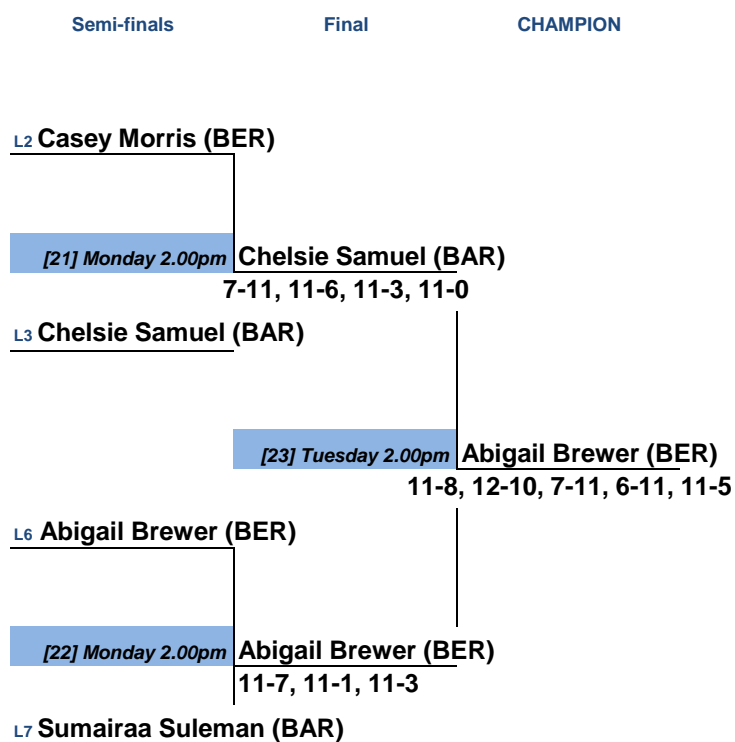 Semi-finals Final CHAMPION
L2 Casey Morris (BER)
[21] Monday 2.00pm Chelsie Samuel (BAR)
7-11, 11-6, 11-3, 11-0
L3 Chelsie Samuel (BAR)
[23] Tuesday 2.00pm Abigail Brewer (BER)
11-8, 12-10, 7-11, 6-11, 11-5
L6 Abigail Brewer (BER)
[22] Monday 2.00pm Abigail Brewer (BER)
11-7, 11-1, 11-3
L7 Sumairaa Suleman (BAR)